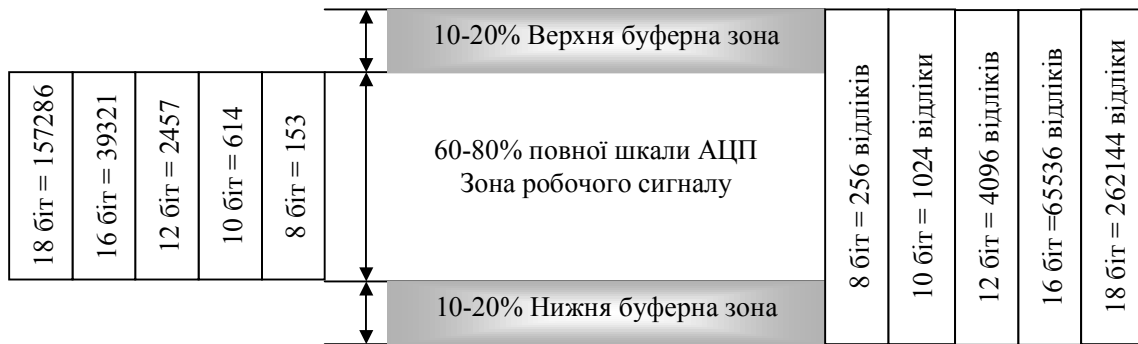 10-20% Верхня буферна зона
18 біт = 157286
16 біт = 39321
12 біт = 2457
10 біт = 614
8 біт = 153
60-80% повної шкали АЦП
Зона робочого сигналу
10-20% Нижня буферна зона
8 біт = 256 відліків
10 біт = 1024 відліки
12 біт = 4096 відліків
16 біт =65536 відліків
18 біт = 262144 відліки